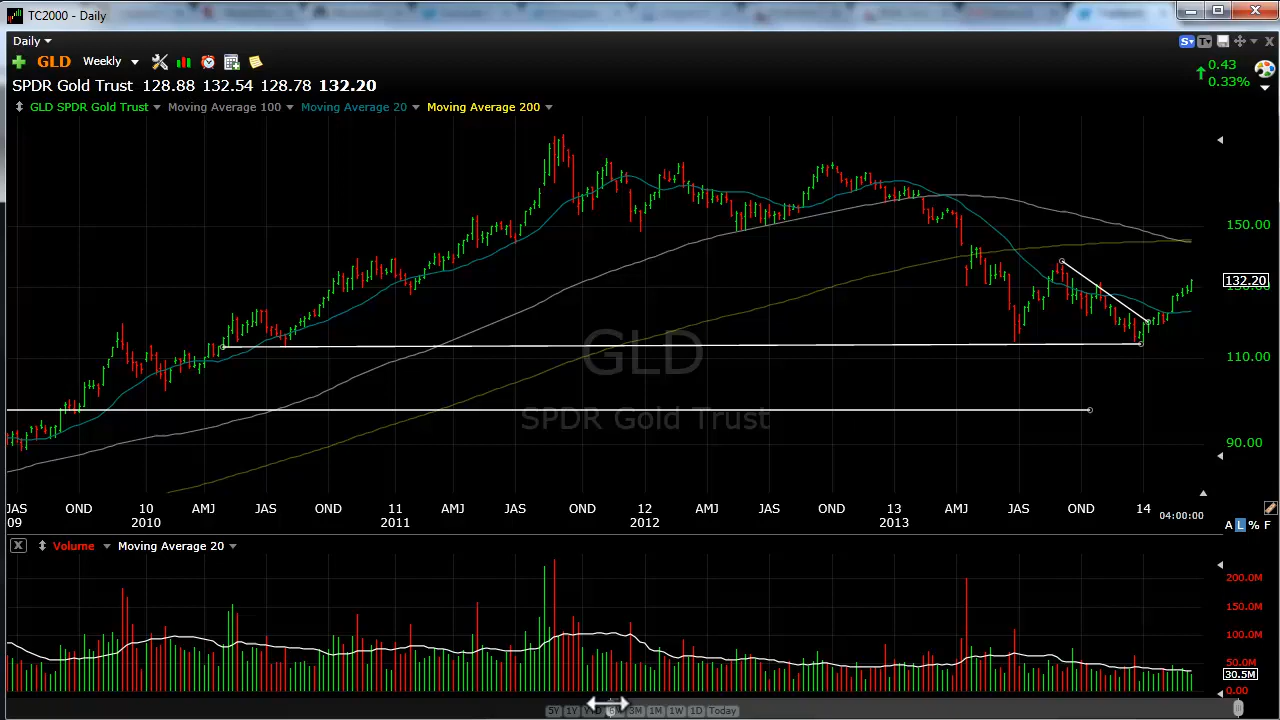 TC2000 - Daily
Daily
S T
GLD Weekly
0.43
0.33%
SPDR Gold Trust 128.88 132.54 128.78 132.20
GLD SPDR Gold Trust Moving Average 100 Moving Average 20 Moving Average 200
150.00
132.20
110.00
90.00
GLD
SPDR Gold Trust
JAS OND 10 AMJ JAS 11 AMJ JAS OND 12 AMJ JAS OND 13 AMJ JAS OND 14
09 2010 2011 2012 2013
04:00:00
A L % F
X Volume Moving Average 20
200.0M
150.0M
100.0M
50.0M
30.5M
0.00
5Y 1Y 3M 1M 1W 1D Today